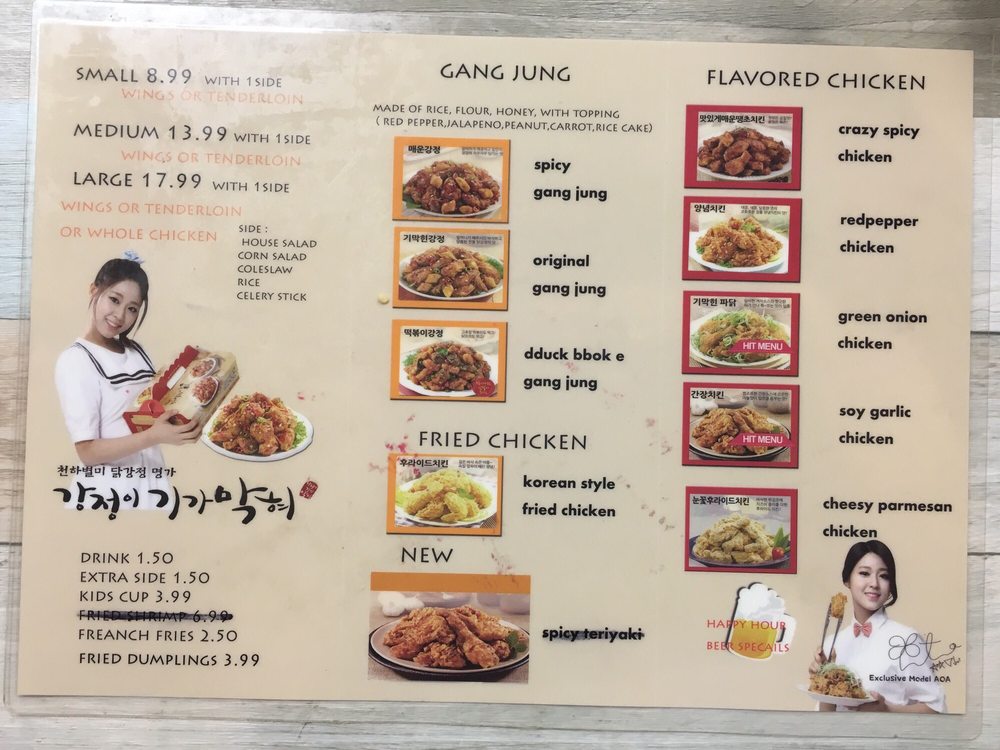 SMALL 8.99 WITH 1SIDE
WINGS OR TENDERLOIN
MEDIUM 13.99 WITH 1SIDE
WINGS OR TENDERLOIN
LARGE 17.99 WITH 1SIDE
WINGS OR TENDERLOIN
OR WHOLE CHICKEN
SIDE :
HOUSE SALAD
CORN SALAD
COLESLAW
RICE
CELERY STICK
천하별미 닭강정 명가
강정이 기가막혀
DRINK 1.50
EXTRA SIDE 1.50
KIDS CUP 3.99
FRIED SHRIMP 6.99
FREANCH FRIES 2.50
FRIED DUMPLINGS 3.99
GANG JUNG
MADE OF RICE, FLOUR, HONEY, WITH TOPPING
( RED PEPPER,JALAPENO,PEANUT,CARROT,RICE CAKE)
매운강정
spicy
gang jung
기막힌강정
original
gang jung
떡볶이강정
dduck bbok e
gang jung
FRIED CHICKEN
후라이드치킨
korean style
fried chicken
NEW
spicy teriyaki
FLAVORED CHICKEN
맛있게매운땡초치킨
crazy spicy
chicken
양념치킨
redpepper
chicken
기막힌 파닭
HIT MENU
green onion
chicken
간장치킨
HIT MENU
soy garlic
chicken
눈꽃후라이드치킨
cheesy parmesan
chicken
HAPPY HOUR
BEER SPECAILS
Exclusive Model AOA